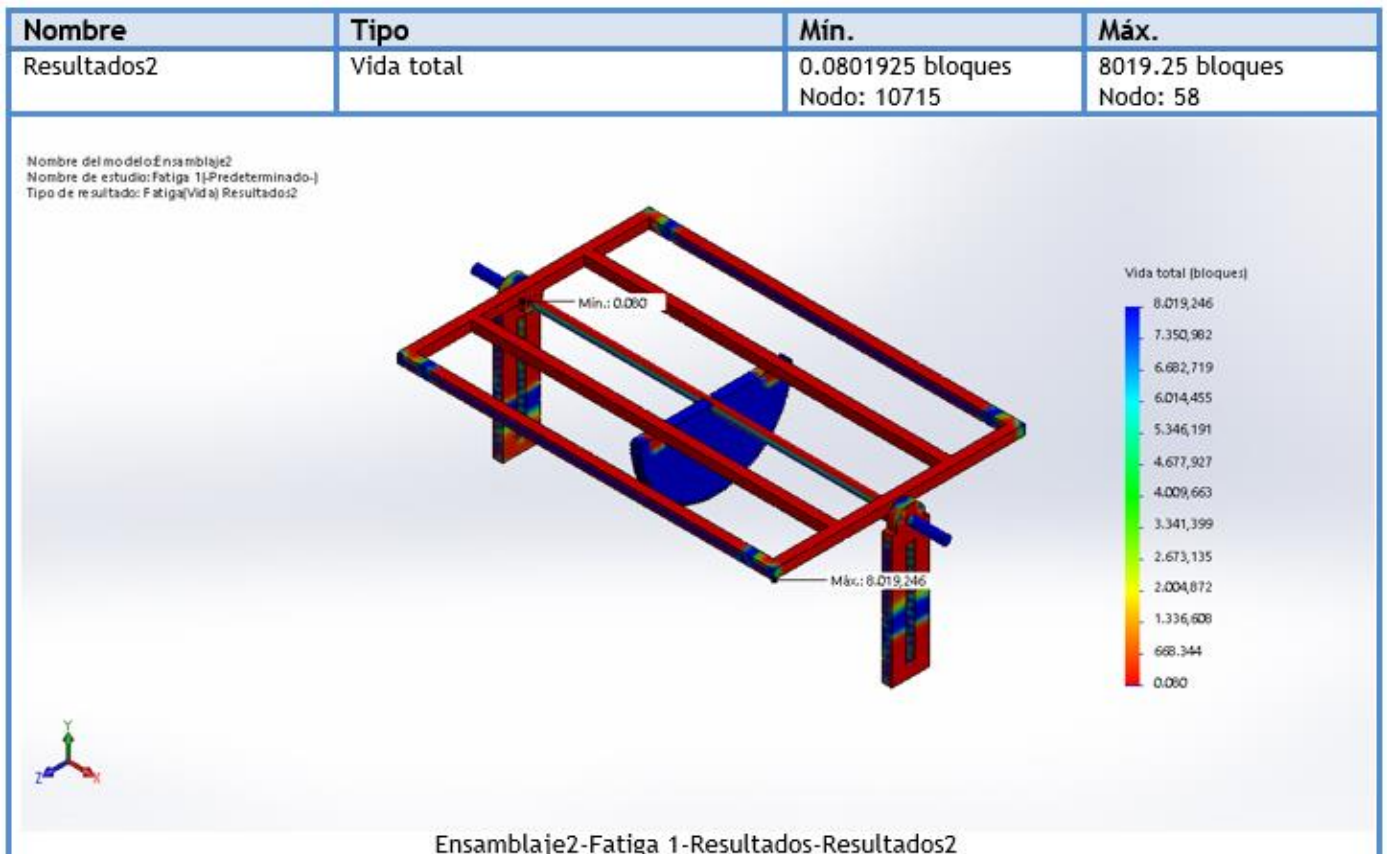 Nombre Tipo Mín. Máx.
Resultados2 Vida total 0.0801925 bloques 8019.25 bloques
Nodo: 10715 Nodo: 58
Nombre del modelo:Ensamblaje2
Nombre de estudio:Fatiga 1(-Predeterminado-)
Tipo de resultado: Fatiga(Vida) Resultados2
Vida total (bloques)
8.019,246
7.350,982
6.682,719
6.014,455
5.346,191
4.677,927
4.009,663
3.341,399
2.673,135
2.004,872
1.336,608
668.344
0.080
Mín.: 0.080
Máx.: 8.019,246
Y
Z
X
Ensamblaje2-Fatiga 1-Resultados-Resultados2